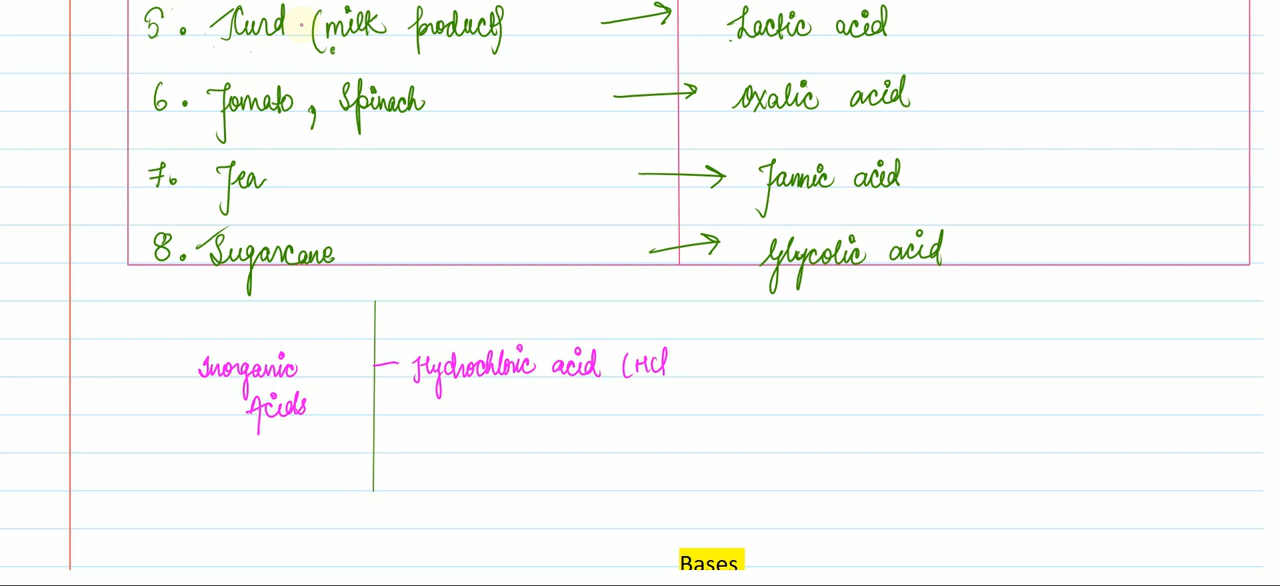 5. Kurd (milk product) → Lactic acid
6. Tomato, Spinach → Oxalic acid
7. Tea → Tannic acid
8. Sugarcane → Glycolic acid
Inorganic - Hydrochloric acid (HCl
Acids
Bases